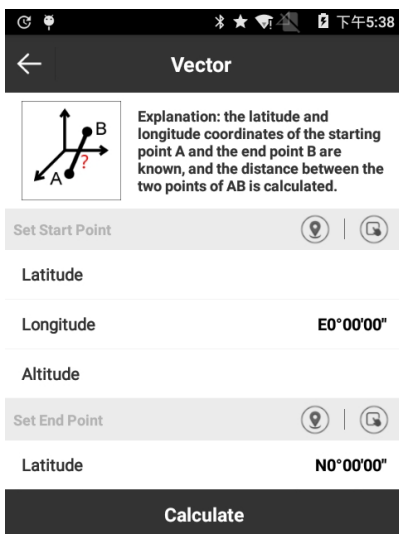 下午5:38
Vector
B
A
?
Explanation: the latitude and
longitude coordinates of the starting
point A and the end point B are
known, and the distance between the
two points of AB is calculated.
Set Start Point
Latitude
Longitude E0°00'00"
Altitude
Set End Point
Latitude N0°00'00"
Calculate